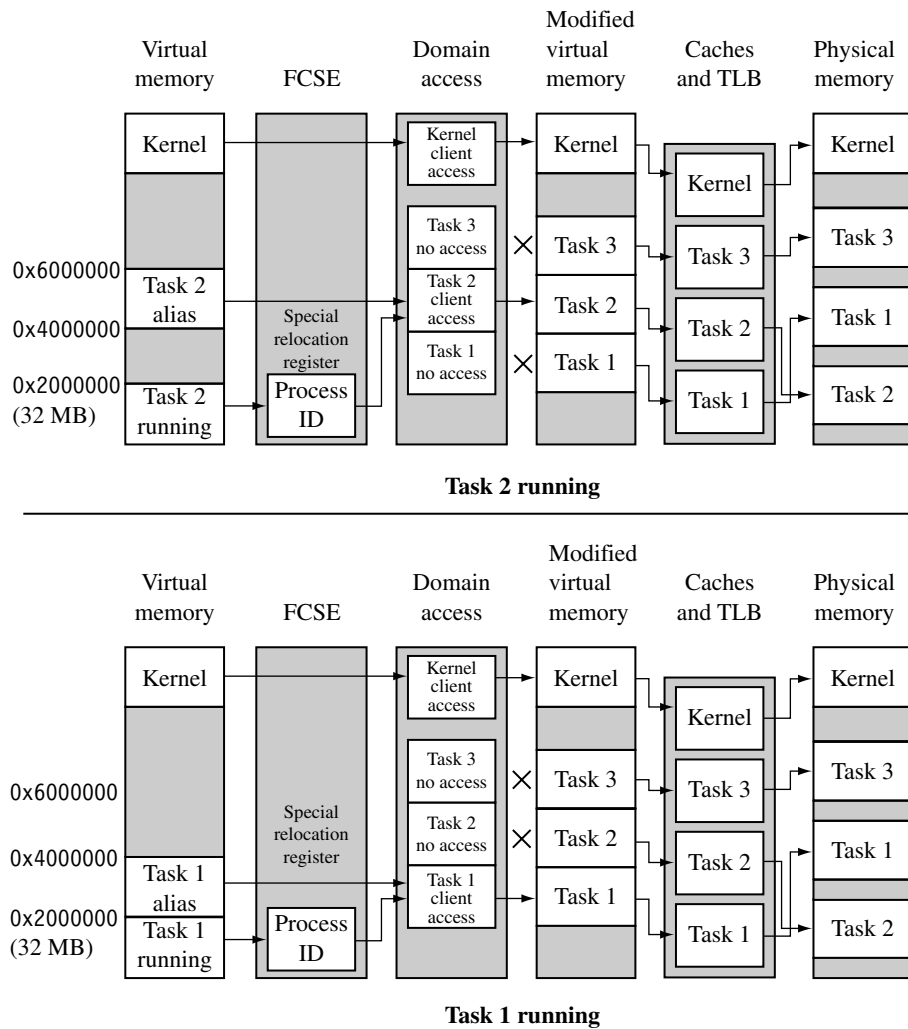 Virtual
memory
FCSE
Domain
access
Modified
virtual
memory
Caches
and TLB
Physical
memory
Kernel
Kernel
client
access
Kernel
Kernel
Kernel
Task 3
no access
Task 3
Task 3
Task 3
0x6000000
Task 2
alias
Task 2
client
access
Task 2
Task 2
Task 1
0x4000000
Special
relocation
register
Task 1
no access
Task 1
Task 1
Task 2
0x2000000
(32 MB)
Task 2
running
Process
ID
Task 2 running
Virtual
memory
FCSE
Domain
access
Modified
virtual
memory
Caches
and TLB
Physical
memory
Kernel
Kernel
client
access
Kernel
Kernel
Kernel
Task 3
no access
Task 3
Task 3
Task 3
0x6000000
Special
relocation
register
Task 2
no access
Task 2
Task 2
Task 1
0x4000000
Task 1
alias
Task 1
client
access
Task 1
Task 1
Task 2
0x2000000
(32 MB)
Task 1
running
Process
ID
Task 1 running